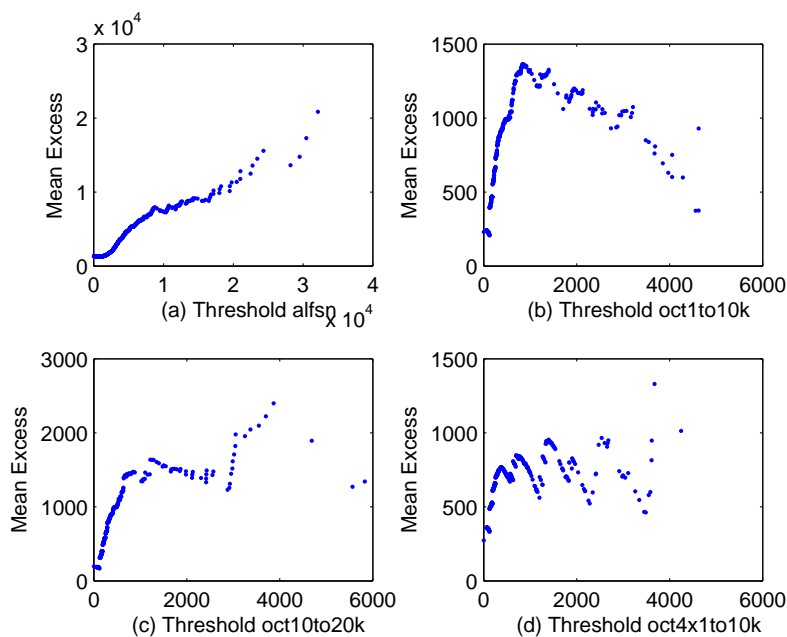 x 10^4
3
2
1
0
Mean Excess
0 1 2 3 4
x 10^4
(a) Threshold alfsn
1500
1000
500
0
Mean Excess
0 2000 4000 6000
(b) Threshold oct1to10k
3000
2000
1000
0
Mean Excess
0 2000 4000 6000
(c) Threshold oct10to20k
1500
1000
500
0
Mean Excess
0 2000 4000 6000
(d) Threshold oct4x1to10k